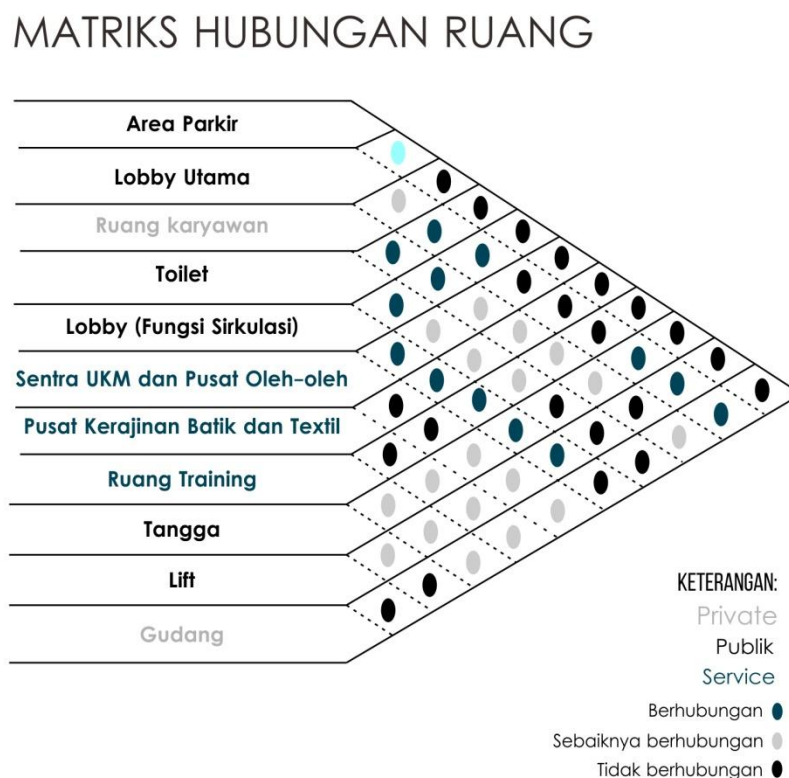 MATRIKS HUBUNGAN RUANG
Area Parkir
Lobby Utama
Ruang karyawan
Toilet
Lobby (Fungsi Sirkulasi)
Sentra UKM dan Pusat Oleh-oleh
Pusat Kerajinan Batik dan Textil
Ruang Training
Tangga
Lift
Gudang
KETERANGAN:
Private
Publik
Service
Berhubungan
Sebaiknya berhubungan
Tidak berhubungan